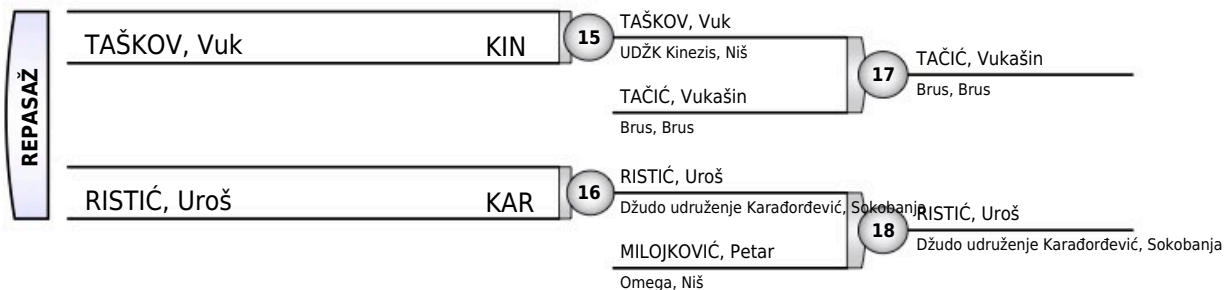 REPASAŽ
TAŠKOV, Vuk KIN
15
TAŠKOV, Vuk
UDŽK Kinezis, Niš
TAČIĆ, Vukašin
Brus, Brus
17
TAČIĆ, Vukašin
Brus, Brus
RISTIĆ, Uroš KAR
16
RISTIĆ, Uroš
Džudo udruženje Karađorđević, Sokobanja
MILOJKOVIĆ, Petar
Omega, Niš
18
RISTIĆ, Uroš
Džudo udruženje Karađorđević, Sokobanja